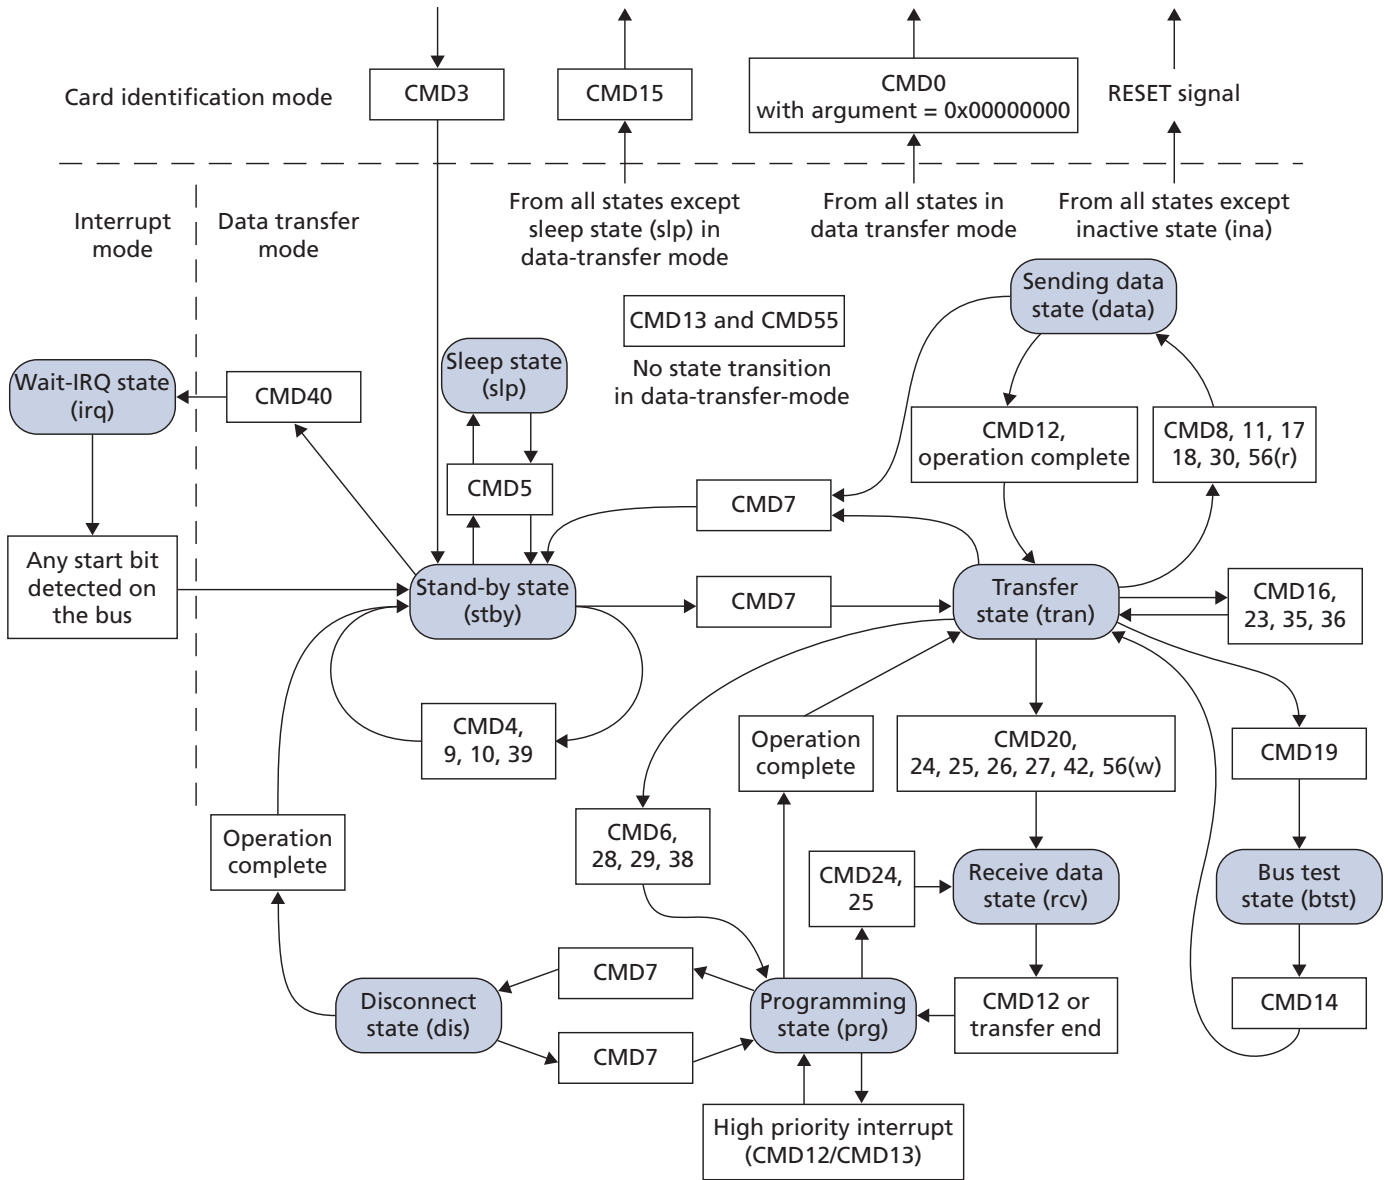 Card identification mode
CMD3
CMD15
CMD0
with argument = 0x00000000
RESET signal
Interrupt
mode
Data transfer
mode
From all states except
sleep state (slp) in
data-transfer mode
From all states in
data transfer mode
From all states except
inactive state (ina)
CMD13 and CMD55
No state transition
in data-transfer-mode
Sending data
state (data)
Wait-IRQ state
(irq)
CMD40
Sleep state
(slp)
CMD5
CMD12,
operation complete
CMD8, 11, 17
18, 30, 56(r)
CMD7
Any start bit
detected on
the bus
Stand-by state
(stby)
CMD7
Transfer
state (tran)
CMD16,
23, 35, 36
CMD4,
9, 10, 39
Operation
complete
CMD20,
24, 25, 26, 27, 42, 56(w)
CMD19
Operation
complete
CMD6,
28, 29, 38
CMD24,
25
Receive data
state (rcv)
Bus test
state (btst)
CMD7
Disconnect
state (dis)
CMD7
Programming
state (prg)
CMD12 or
transfer end
CMD14
High priority interrupt
(CMD12/CMD13)